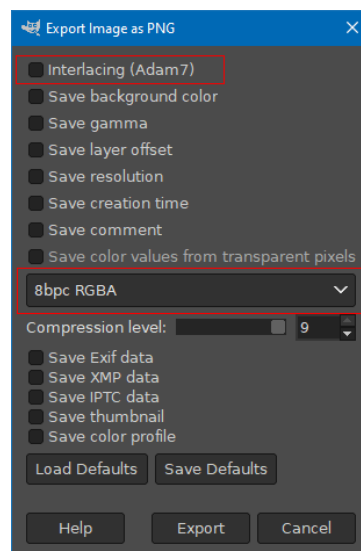 Export Image as PNG
Interlacing (Adam7)
Save background color
Save gamma
Save layer offset
Save resolution
Save creation time
Save comment
Save color values from transparent pixels
8bpc RGBA
Compression level: 9
Save Exif data
Save XMP data
Save IPTC data
Save thumbnail
Save color profile
Load Defaults Save Defaults
Help Export Cancel